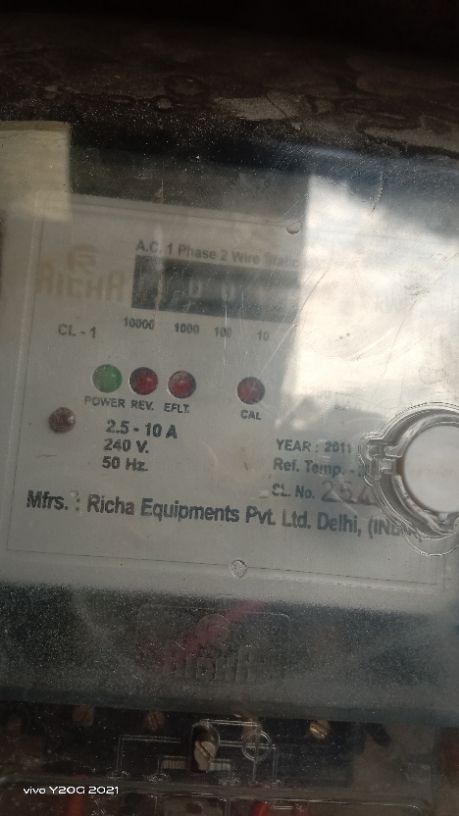 A.C. 1 Phase 2 Wire Static
RICHA
CL - 1
10000 1000 100 10
POWER REV. EFLT. CAL
2.5 - 10 A
240 V.
50 Hz.
YEAR : 2011
Ref. Temp. -
CL. No.
Mfrs. : Richa Equipments Pvt. Ltd. Delhi,
vivo Y20G 2021